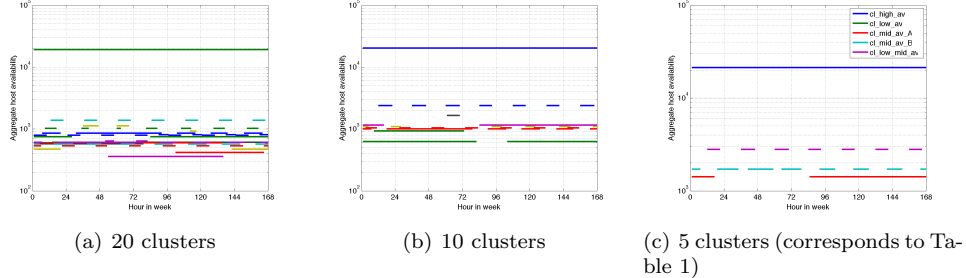 10^5
10^4
10^3
10^2
Aggregate host availability
0 24 48 72 96 120 144 168
Hour in week
(a) 20 clusters
10^5
10^4
10^3
10^2
Aggregate host availability
0 24 48 72 96 120 144 168
Hour in week
(b) 10 clusters
cl_high_av
cl_low_av
cl_mid_av_A
cl_mid_av_B
cl_low_mid_av
10^5
10^4
10^3
Aggregate host availability
0 24 48 72 96 120 144 168
Hour in week
(c) 5 clusters (corresponds to Ta-
ble 1)